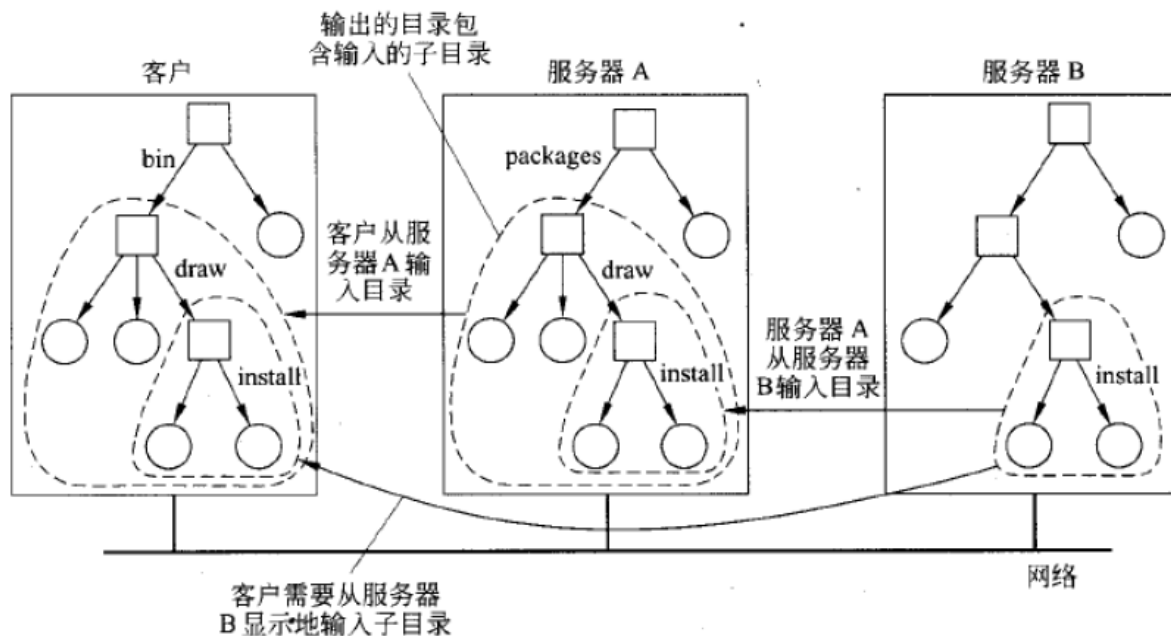 输出的目录包
含输入的子目录
客户
服务器 A
服务器 B
bin
packages
客户从服
务器A输
入目录
draw
draw
服务器 A
从服务器
B输入目录
install
install
install
网络
客户需要从服务器
B显示地输入子目录